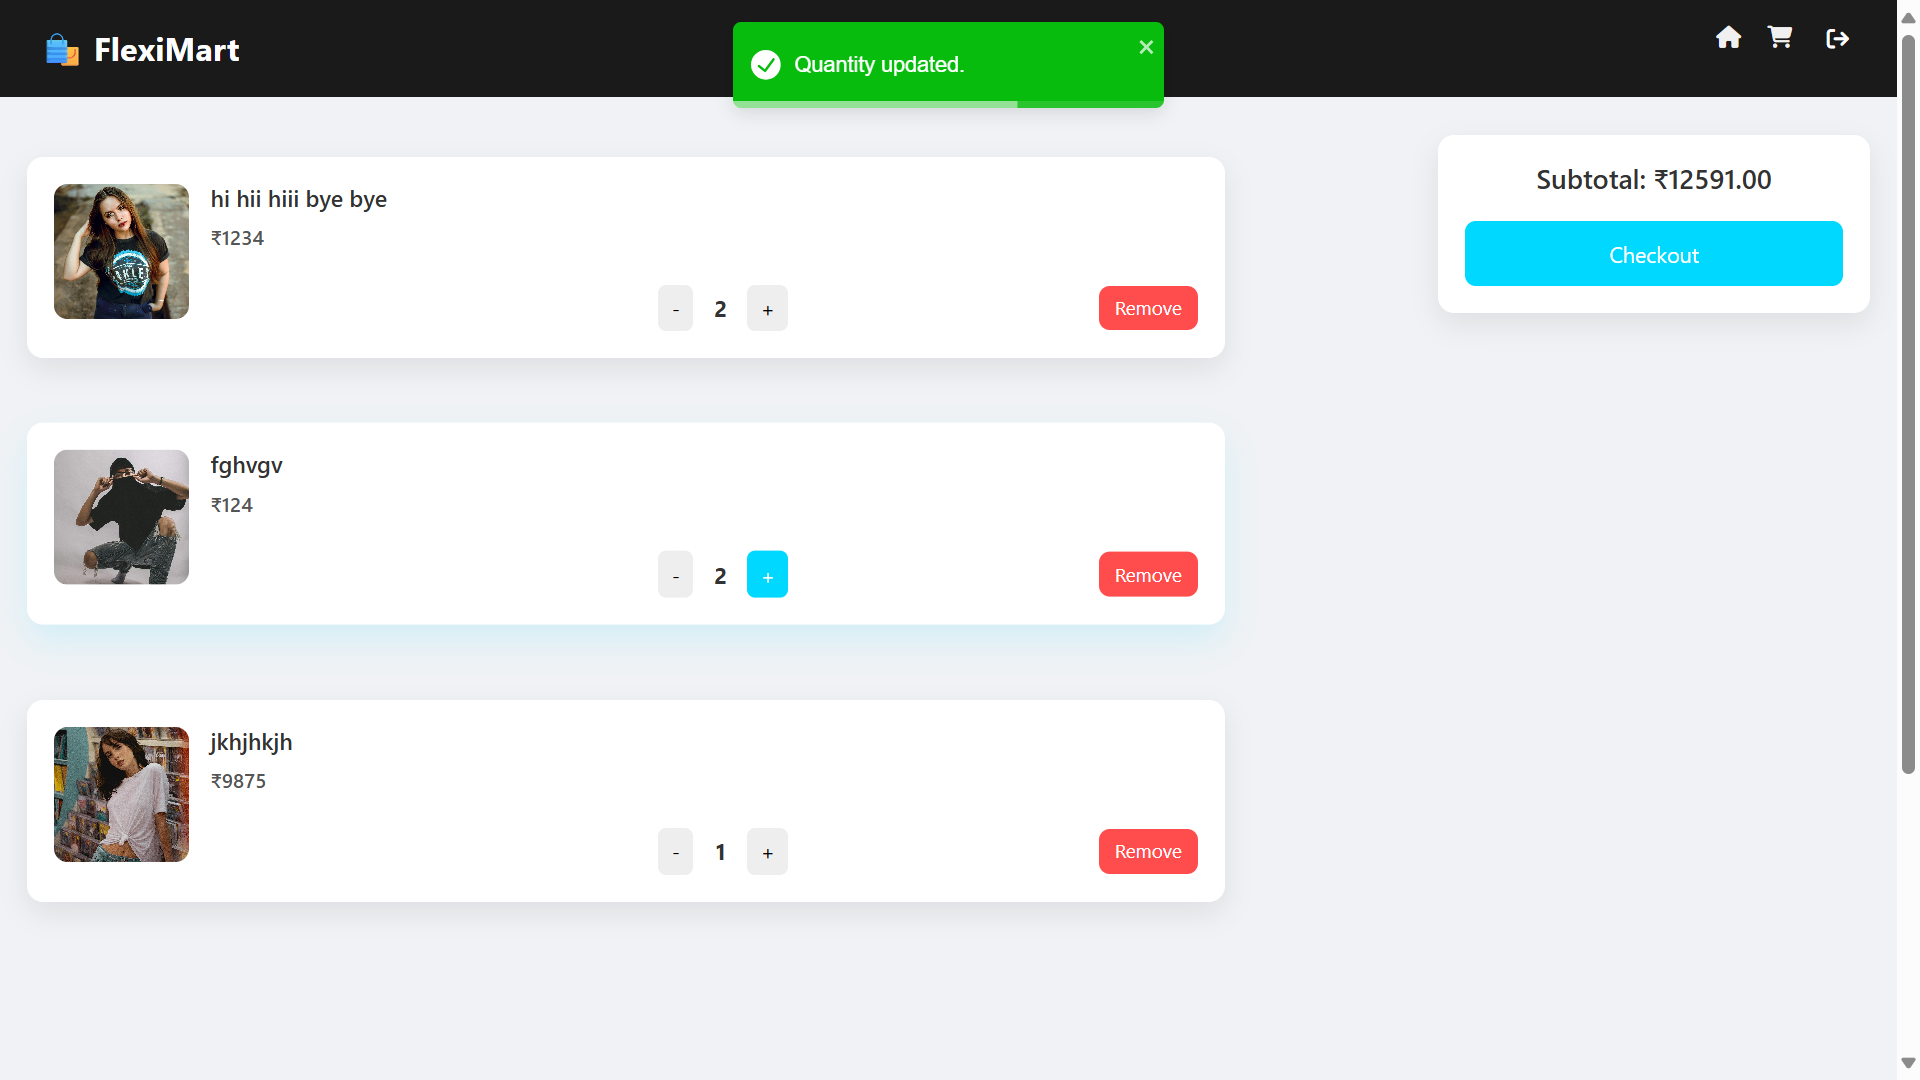 FlexiMart
Quantity updated.
hi hii hiii bye bye
₹1234
- 2 +
Remove
Subtotal: ₹12591.00
Checkout
fghvgv
₹124
- 2 +
Remove
jkhjhkjh
₹9875
- 1 +
Remove